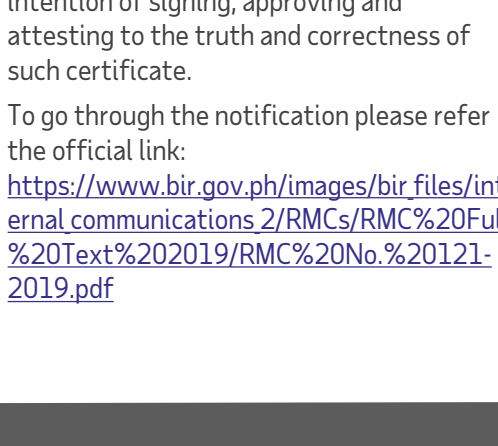 intention of signing, approving and
attesting to the truth and correctness of
such certificate.
To go through the notification please refer
the official link:
https://www.bir.gov.ph/images/bir_files/int
ernal_communications_2/RMCs/RMC%20Ful
%20Text%202019/RMC%20No.%20121-
2019.pdf